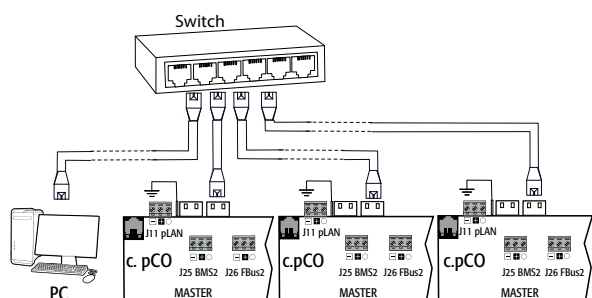 Switch
J11 pLAN
J11 pLAN
J11 pLAN
c. pCO
c.pCO
c.pCO
J25 BMS2 J26 FBus2
J25 BMS2 J26 FBus2
J25 BMS2 J26 FBus2
PC
MASTER
MASTER
MASTER